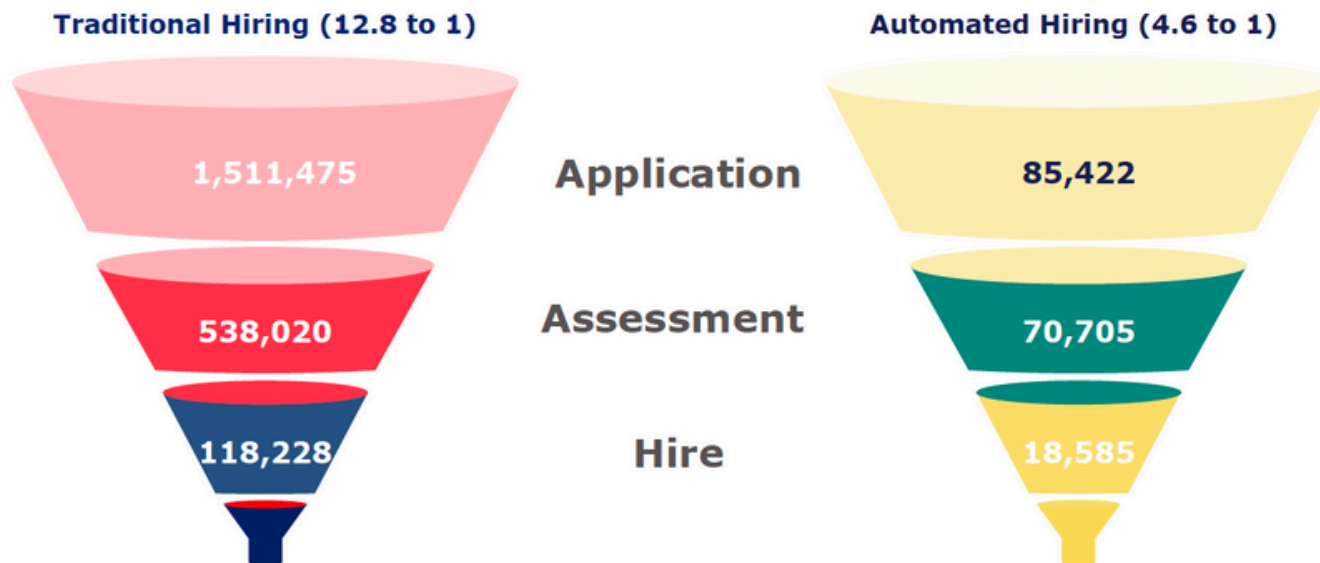 Traditional Hiring (12.8 to 1)
Automated Hiring (4.6 to 1)
1,511,475
Application
85,422
538,020
Assessment
70,705
118,228
Hire
18,585